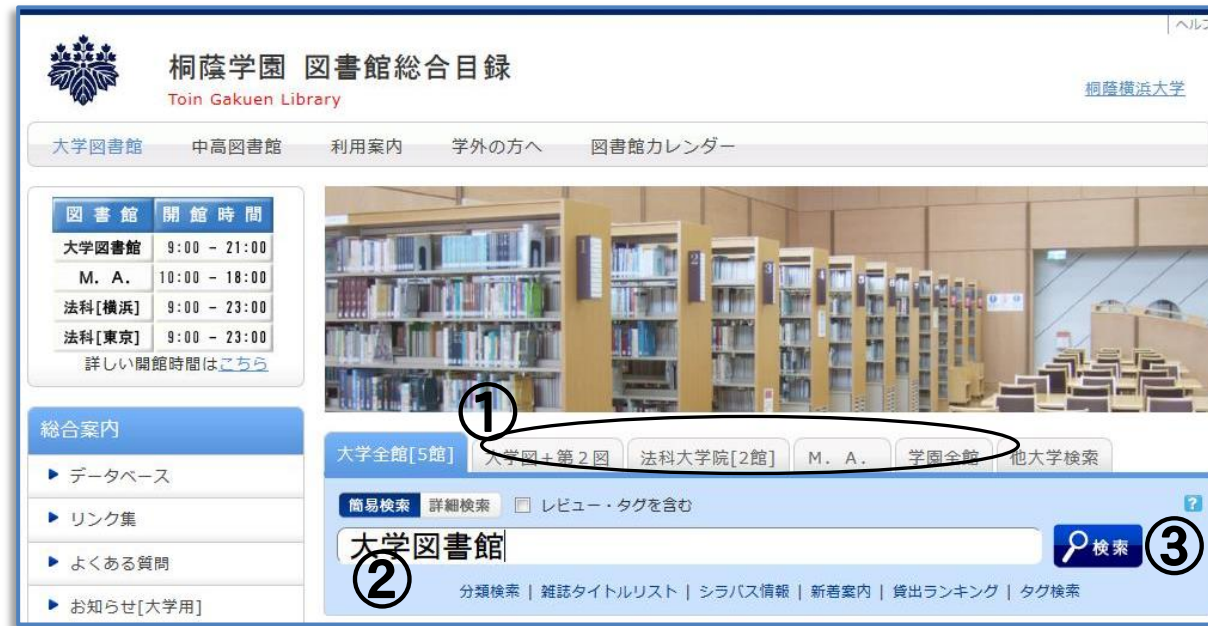 ヘルプ
桐蔭学園 図書館総合目録
Toin Gakuen Library
桐蔭横浜大学
大学図書館 中高図書館 利用案内 学外の方へ 図書館カレンダー
図書館 開館時間
大学図書館 9:00 - 21:00
M. A. 10:00 - 18:00
法科[横浜] 9:00 - 23:00
法科[東京] 9:00 - 23:00
詳しい開館時間はこちら
総合案内
データベース
リンク集
よくある質問
お知らせ[大学用]
①
大学全館[5館] 大学図+第2図 法科大学院[2館] M. A. 学園全館 他大学検索
簡易検索 詳細検索 レビュー・タグを含む ?
大学図書館 検索 ③
②
分類検索 | 雑誌タイトルリスト | シラバス情報 | 新着案内 | 貸出ランキング | タグ検索